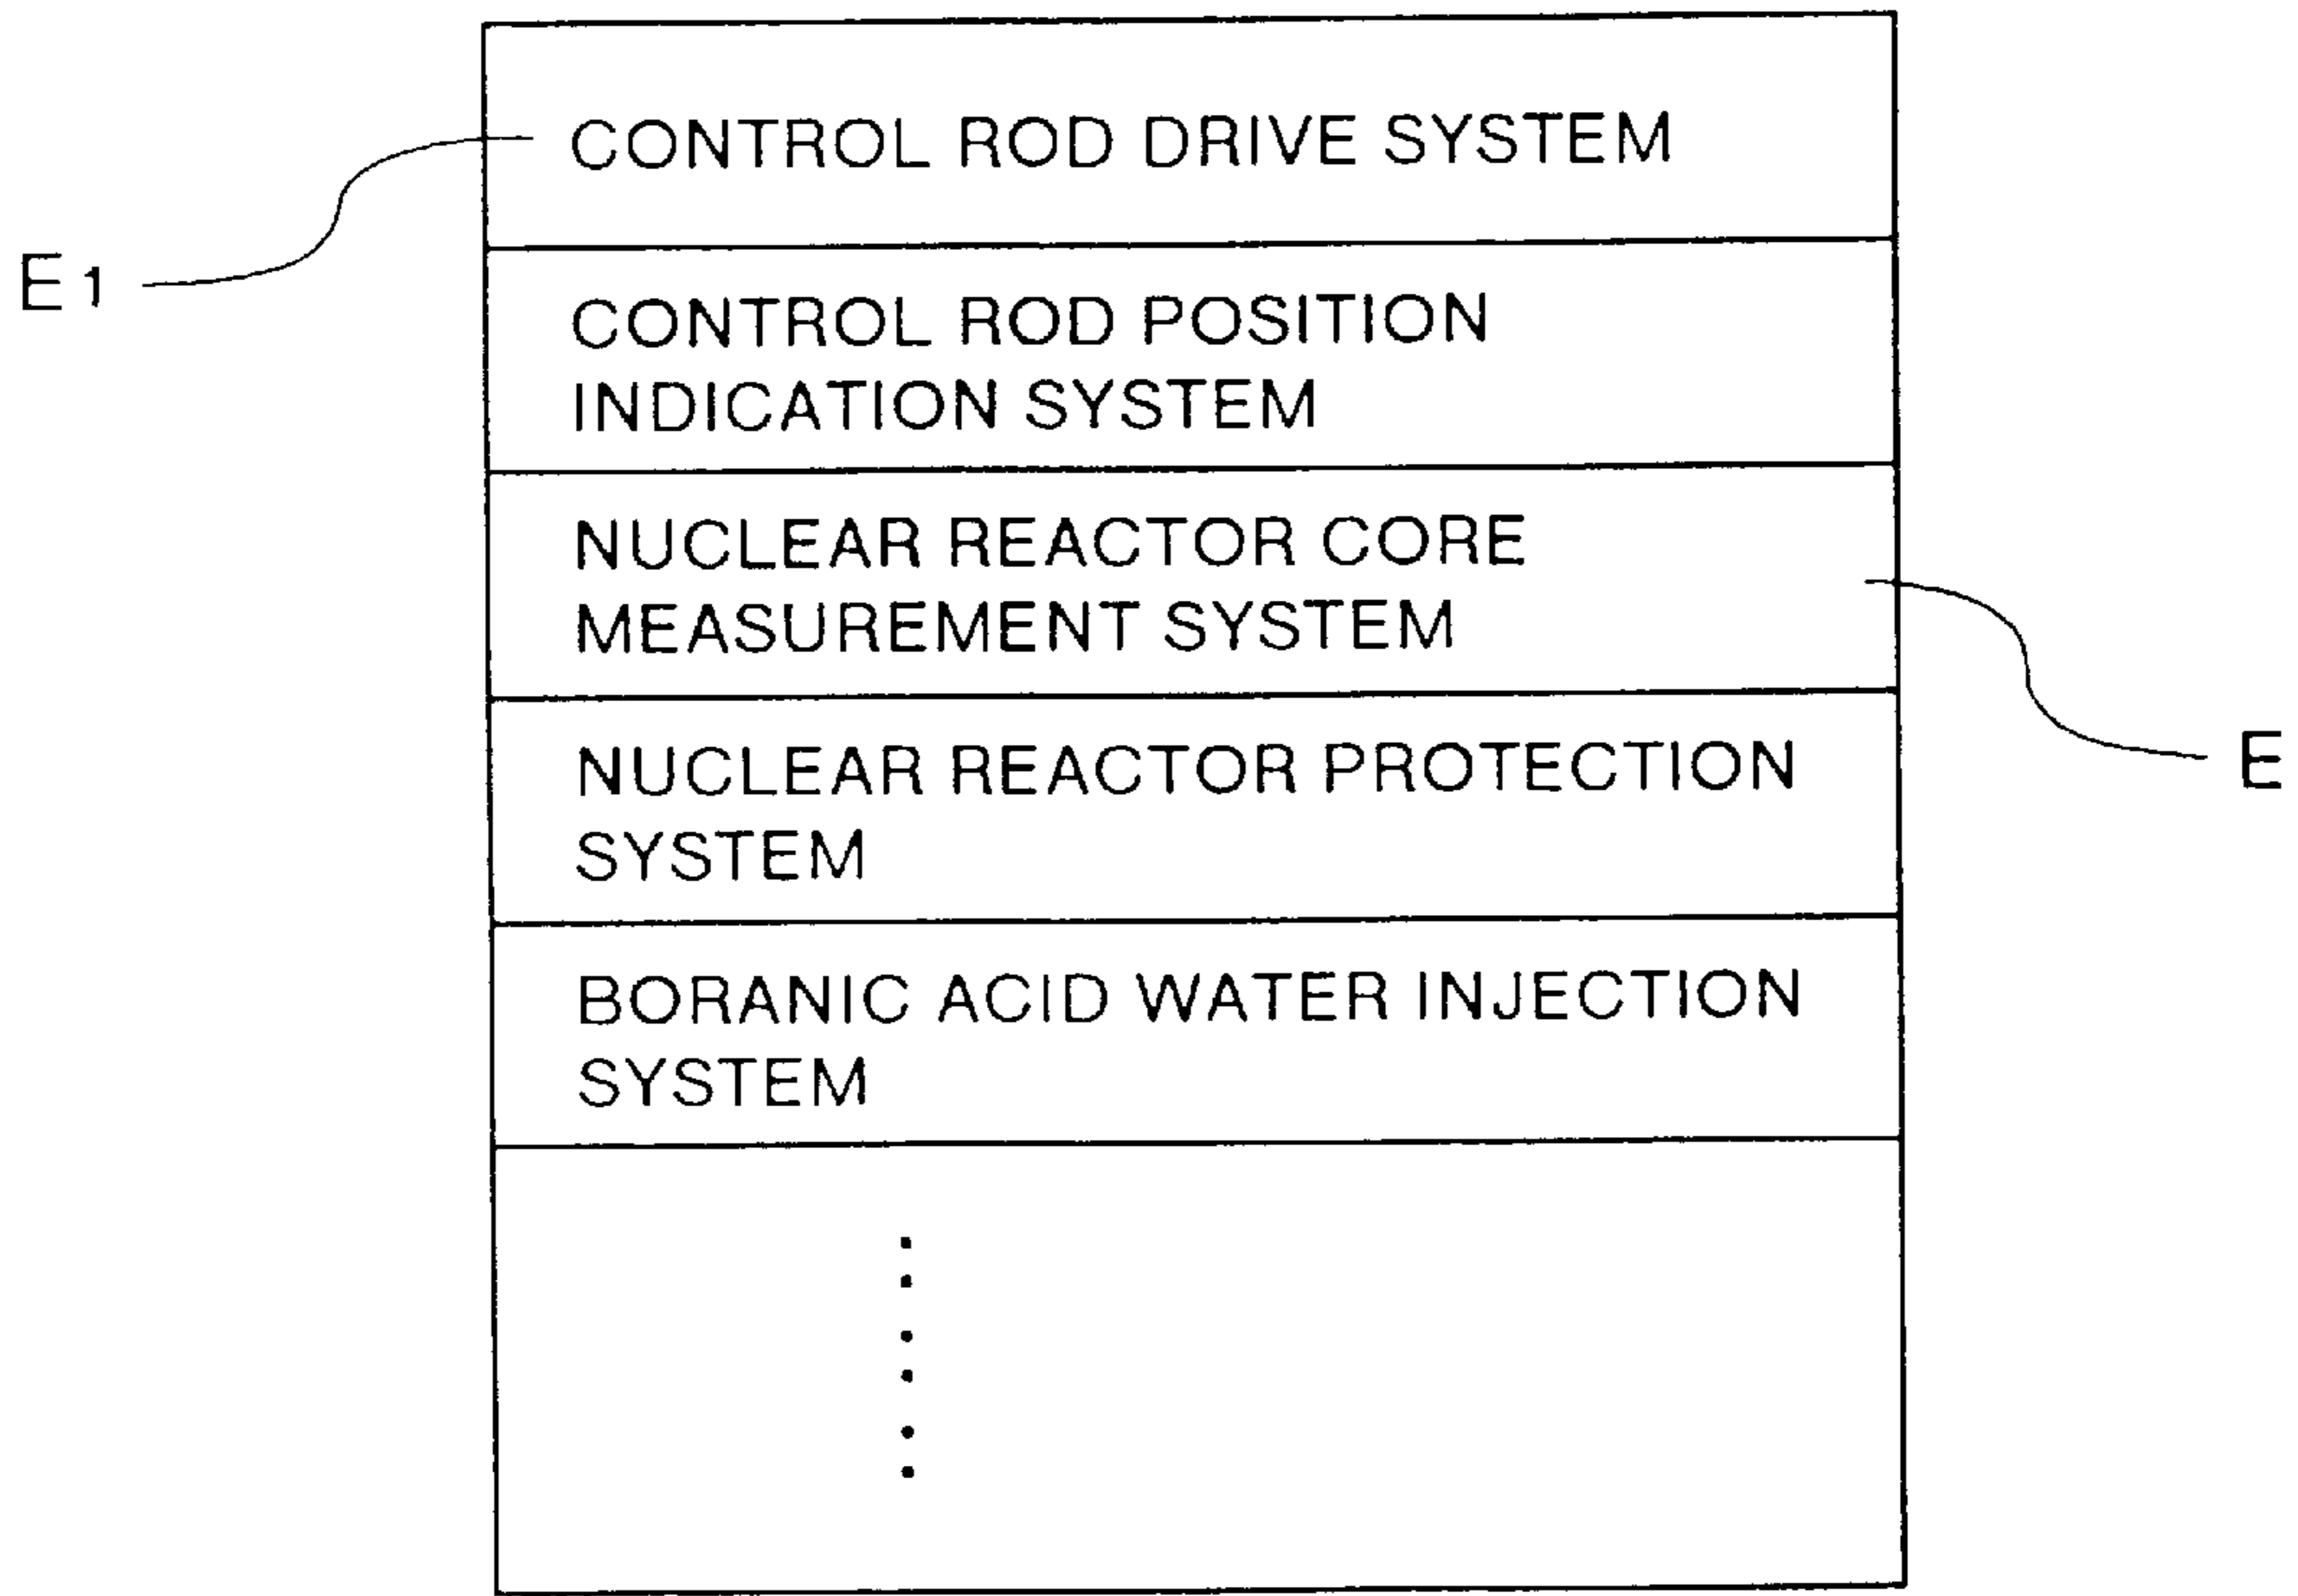 CONTROL ROD DRIVE SYSTEM
E1
CONTROL ROD POSITION
INDICATION SYSTEM
NUCLEAR REACTOR CORE
MEASUREMENT SYSTEM
E
NUCLEAR REACTOR PROTECTION
SYSTEM
BORANIC ACID WATER INJECTION
SYSTEM